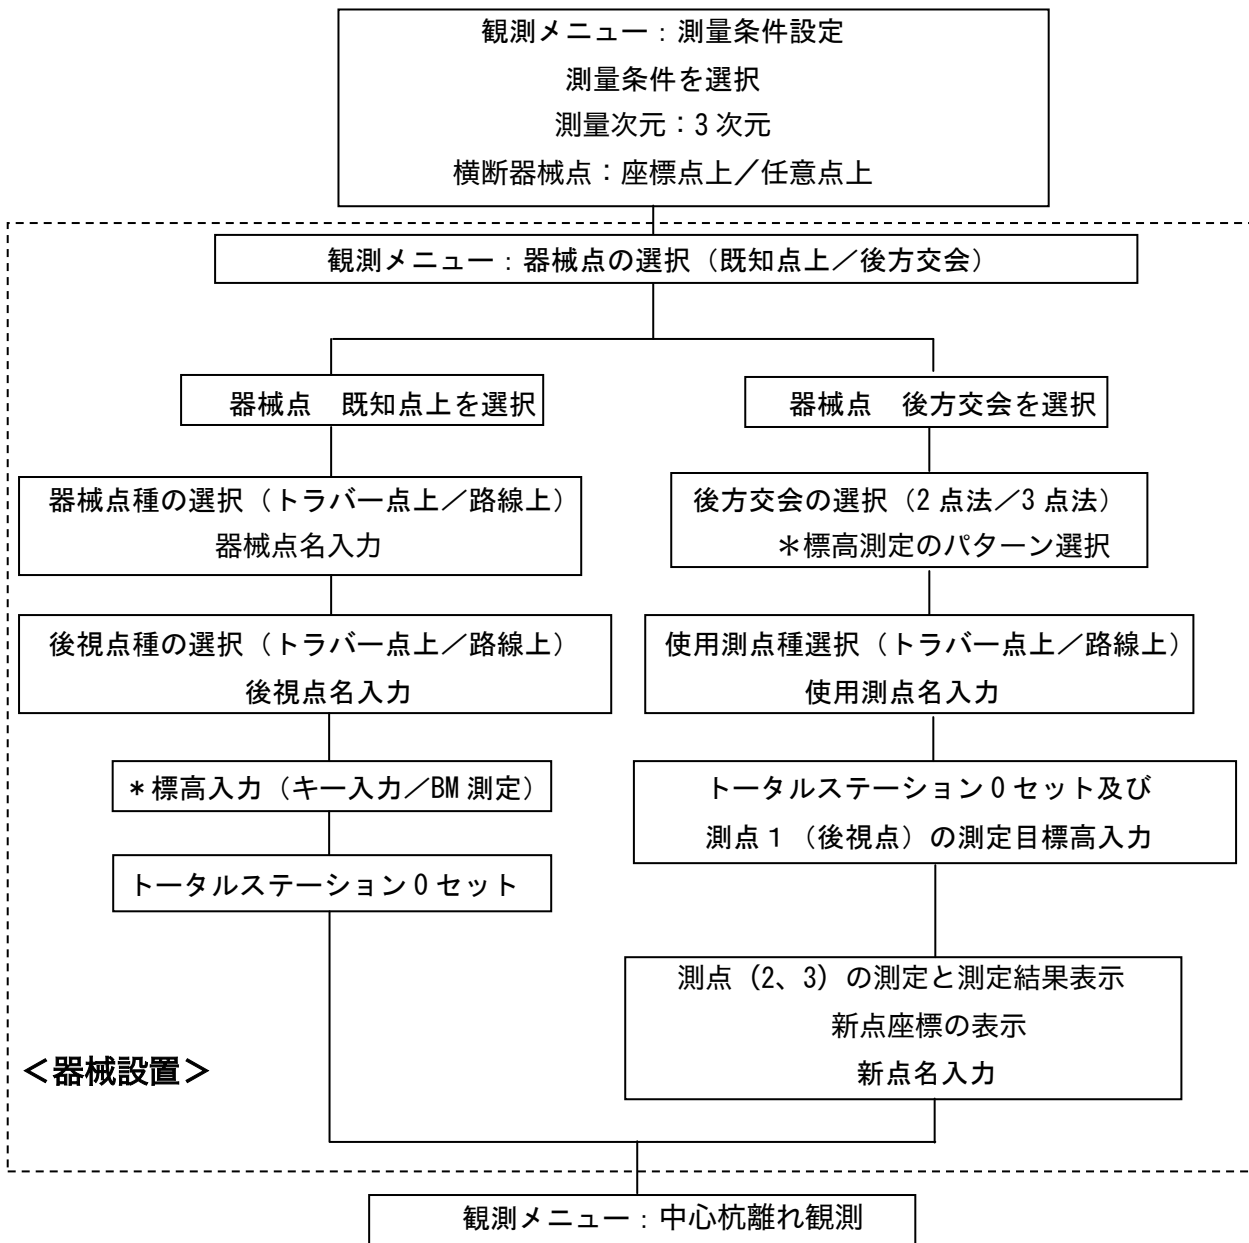 観測メニュー：測量条件設定
測量条件を選択
測量次元：3次元
横断器械点：座標点上／任意点上
観測メニュー：器械点の選択（既知点上／後方交会）
器械点　既知点上を選択
器械点種の選択（トラバー点上／路線上）
器械点名入力
後視点種の選択（トラバー点上／路線上）
後視点名入力
＊標高入力（キー入力／BM測定）
トータルステーション0セット
器械点　後方交会を選択
後方交会の選択（2点法／3点法）
＊標高測定のパターン選択
使用測点種選択（トラバー点上／路線上）
使用測点名入力
トータルステーション0セット及び
測点１（後視点）の測定目標高入力
測点（2、3）の測定と測定結果表示
新点座標の表示
新点名入力
＜器械設置＞
観測メニュー：中心杭離れ観測